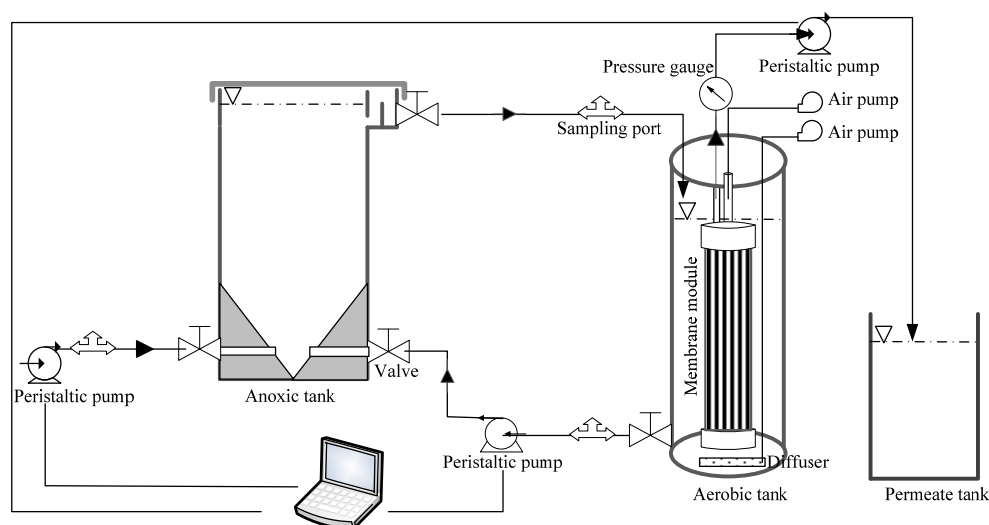 Pressure gauge
Peristaltic pump
Air pump
Sampling port
Air pump
Membrane module
Valve
Peristaltic pump
Anoxic tank
Peristaltic pump
Diffuser
Aerobic tank
Permeate tank